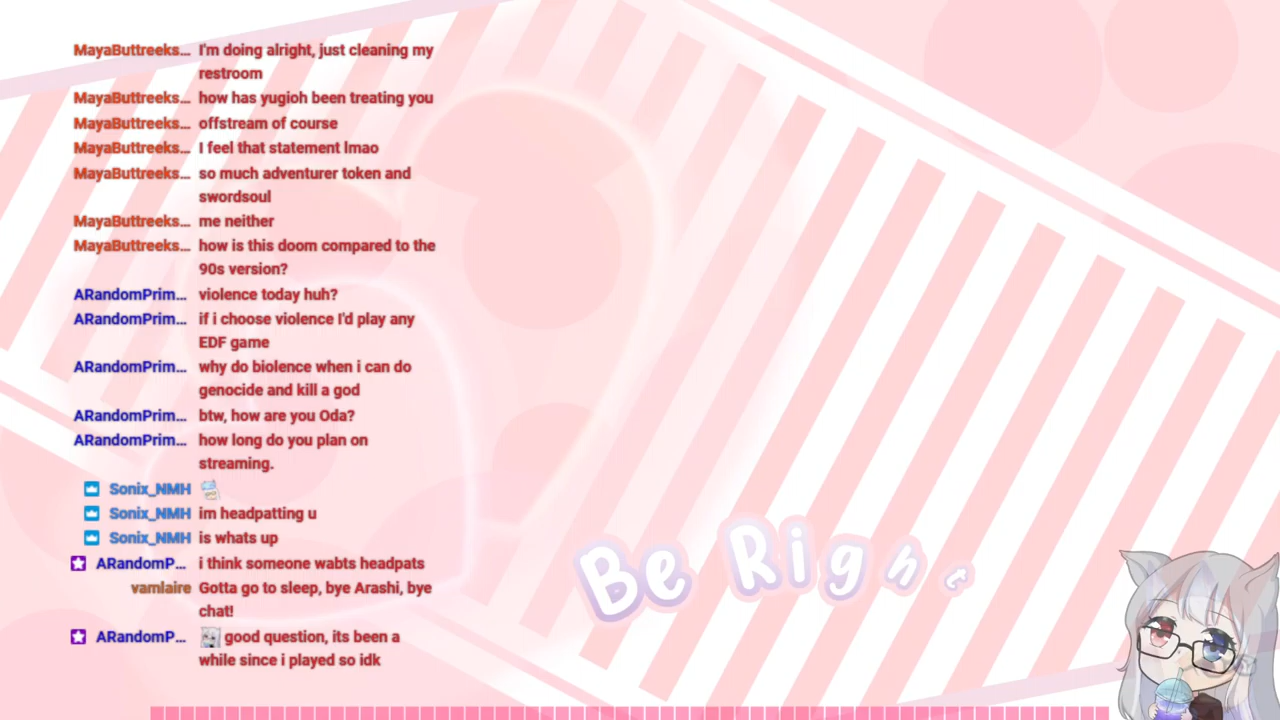 MayaButtreeks... I'm doing alright, just cleaning my
restroom
MayaButtreeks... how has yugioh been treating you
MayaButtreeks... offstream of course
MayaButtreeks... I feel that statement lmao
MayaButtreeks... so much adventurer token and
swordsoul
MayaButtreeks... me neither
MayaButtreeks... how is this doom compared to the
90s version?
ARandomPrim... violence today huh?
ARandomPrim... if i choose violence I'd play any
EDF game
ARandomPrim... why do biolence when i can do
genocide and kill a god
ARandomPrim... btw, how are you Oda?
ARandomPrim... how long do you plan on
streaming.
Sonix_NMH
Sonix_NMH im headpatting u
Sonix_NMH is whats up
ARandomP... i think someone wabts headpats
vamlaire Gotta go to sleep, bye Arashi, bye
chat!
ARandomP... good question, its been a
while since i played so idk
Be Right